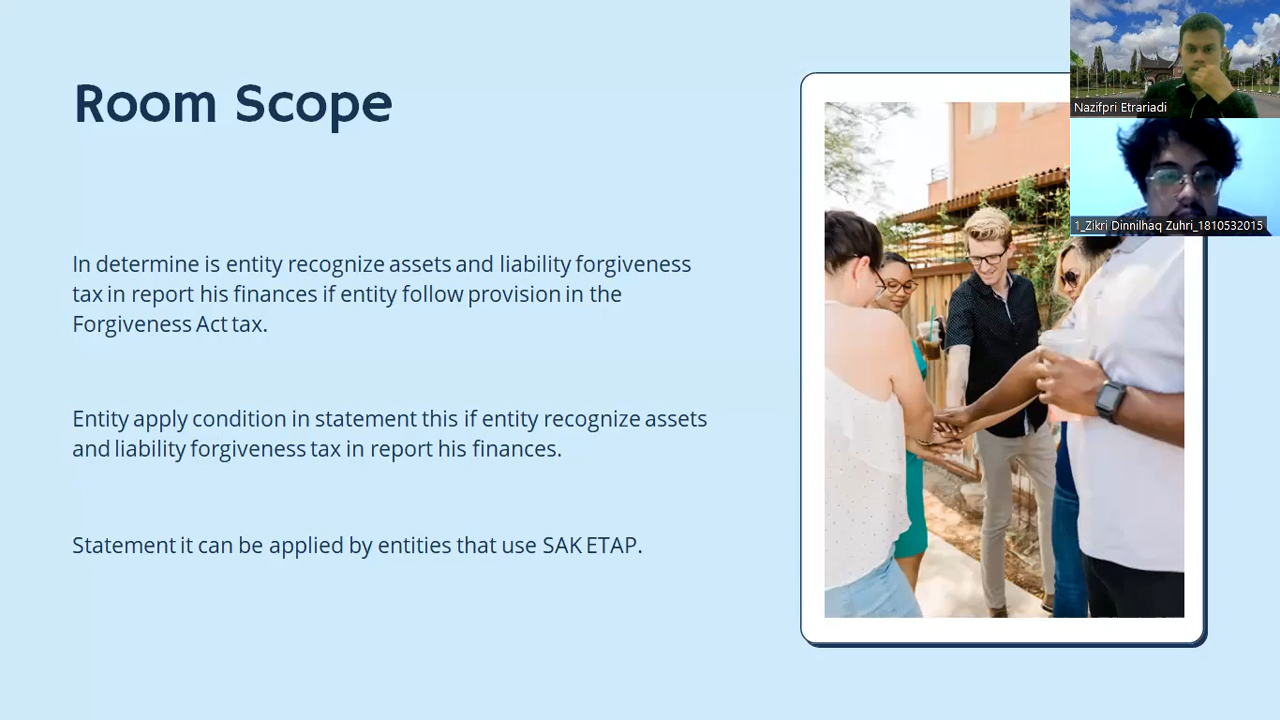 Room Scope
In determine is entity recognize assets and liability forgiveness
tax in report his finances if entity follow provision in the
Forgiveness Act tax.
Entity apply condition in statement this if entity recognize assets
and liability forgiveness tax in report his finances.
Statement it can be applied by entities that use SAK ETAP.
Nazifpri Etrariadi
1_Zikri Dinnilhaq Zuhri_1810532015